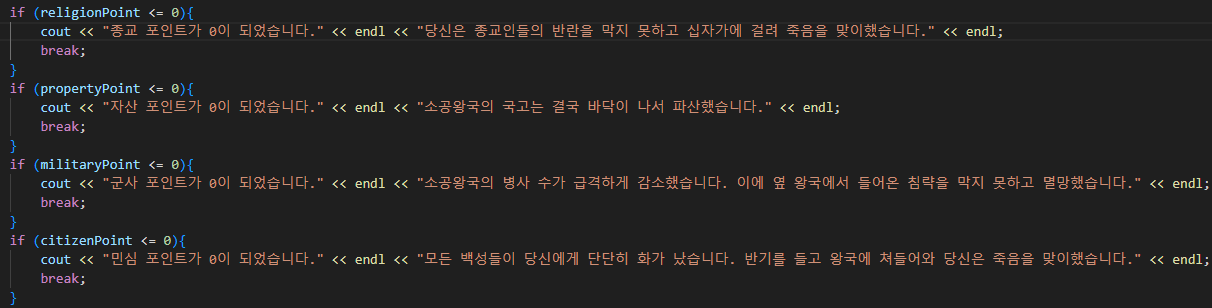 if (religionPoint <= 0){
cout << "종교 포인트가 0이 되었습니다." << endl << "당신은 종교인들의 반란을 막지 못하고 십자가에 걸려 죽음을 맞이했습니다." << endl;
break;
}
if (propertyPoint <= 0){
cout << "자산 포인트가 0이 되었습니다." << endl << "소공왕국의 국고는 결국 바닥이 나서 파산했습니다." << endl;
break;
}
if (militaryPoint <= 0){
cout << "군사 포인트가 0이 되었습니다." << endl << "소공왕국의 병사 수가 급격하게 감소했습니다. 이에 옆 왕국에서 들어온 침략을 막지 못하고 멸망했습니다." << endl;
break;
}
if (citizenPoint <= 0){
cout << "민심 포인트가 0이 되었습니다." << endl << "모든 백성들이 당신에게 단단히 화가 났습니다. 반기를 들고 왕국에 쳐들어와 당신은 죽음을 맞이했습니다." << endl;
break;
}